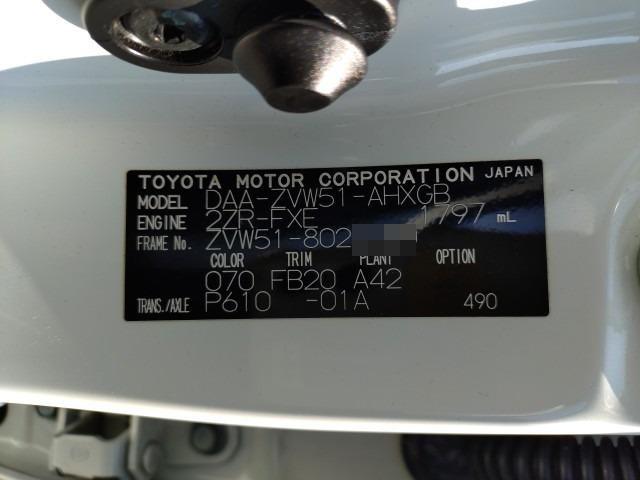 TOYOTA MOTOR CORPORATION JAPAN
MODEL DAA-ZVW51-AHXGB
ENGINE 2ZR-FXE 1797 mL
FRAME No. ZVW51-802
COLOR TRIM PLANT OPTION
070 FB20 A42
TRANS./AXLE P610 -01A 490